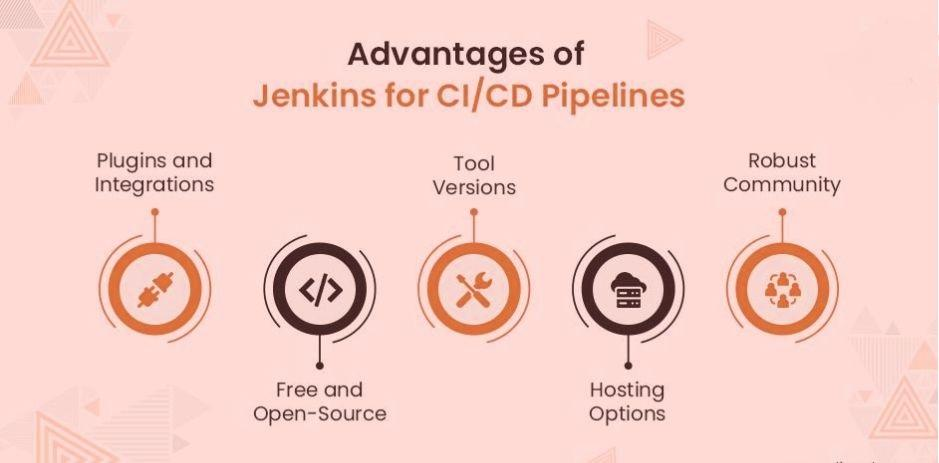 Advantages of
Jenkins for CI/CD Pipelines
Plugins and
Integrations
Free and
Open-Source
Tool
Versions
Hosting
Options
Robust
Community